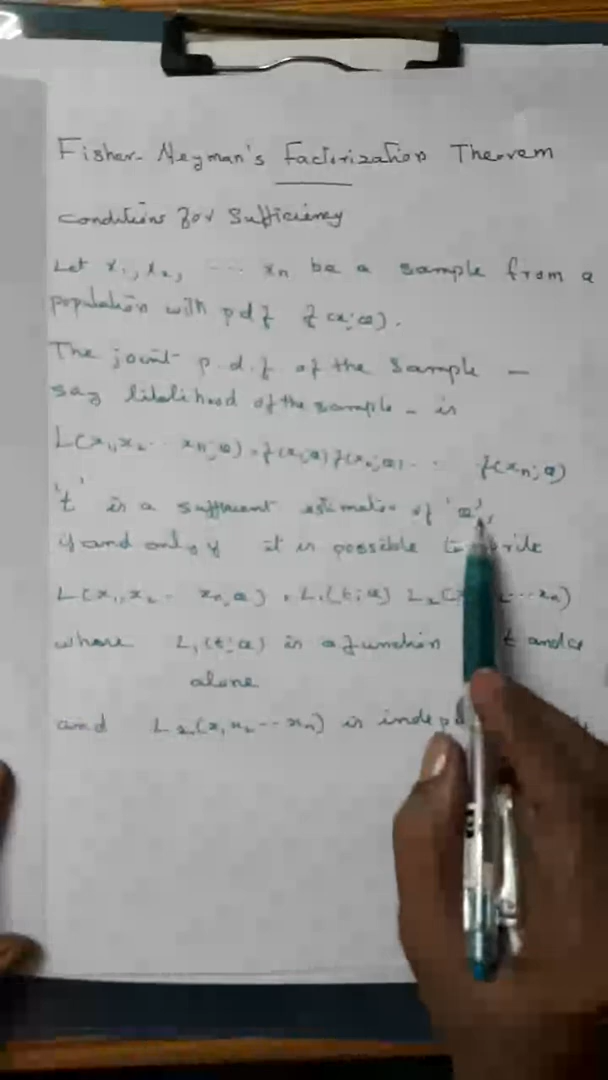 Fisher-Neyman's Factorization Theorem
Conditions for Sufficiency
Let x₁, x₂, ... xn be a sample from a
population with pdf f(x;α).
The joint p.d.f of the sample –
say likelihood of the sample – is
L(x₁, x₂ .. xn; α) = f(x₁;α) f(x₂;α) ... f(xn; α)
't' is a sufficient estimator of 'α',
if and only if it is possible to write
L(x₁, x₂ .. xn, α) = L₁(t;α) L₂( ... xn)
where L₁(t;α) is a function t and α
alone
and L₂(x₁ x₂ ... xn) is